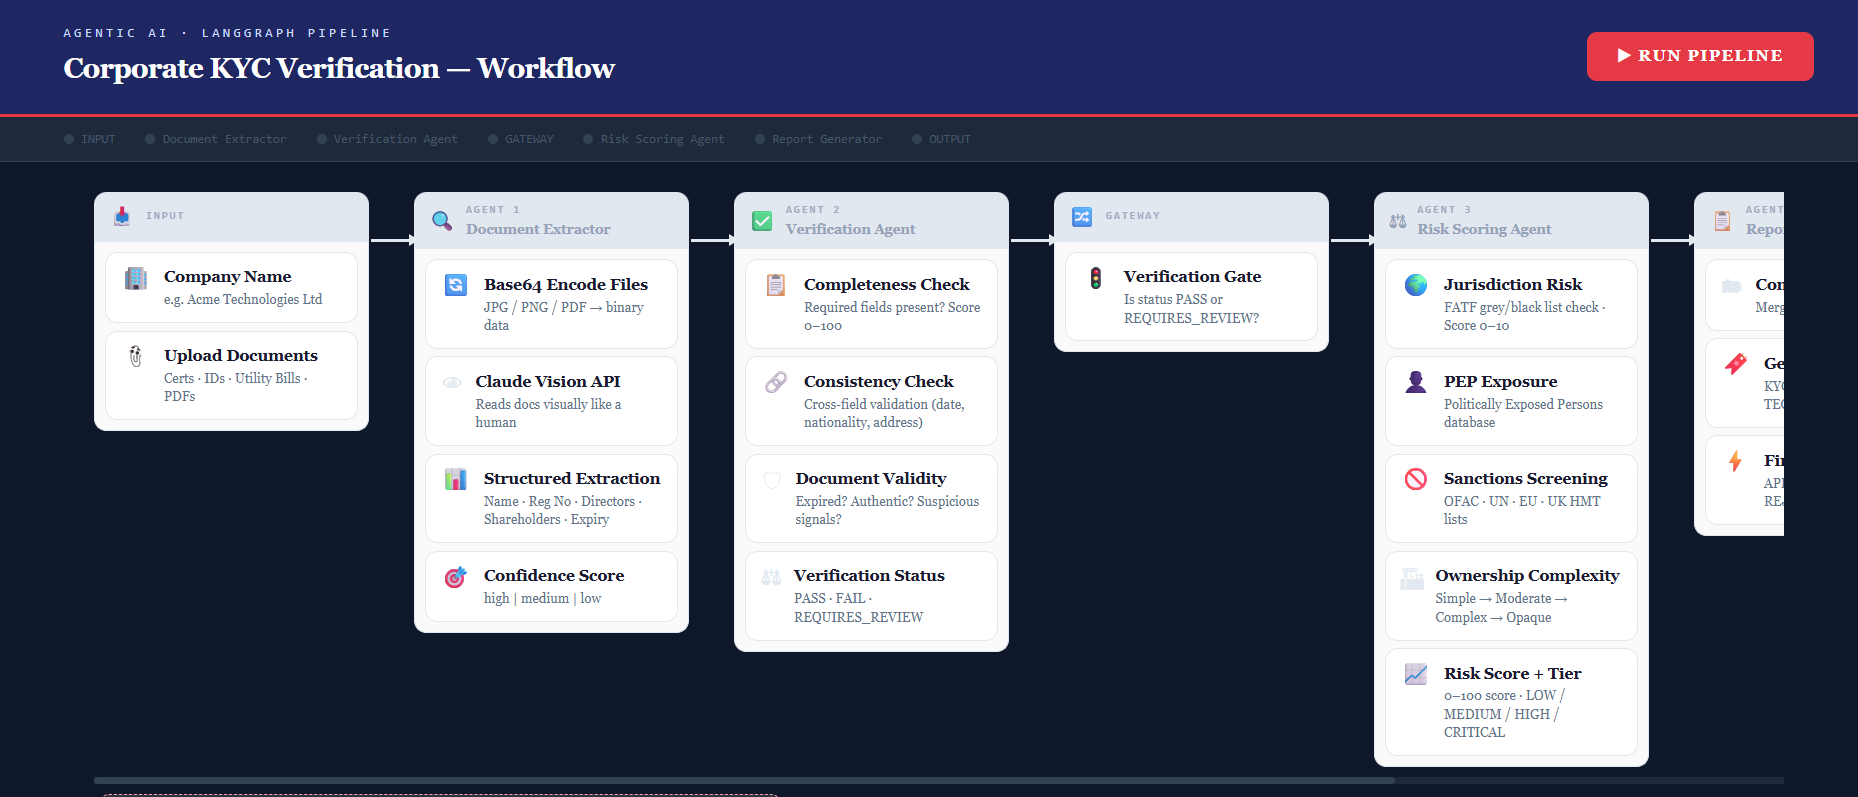 AGENTIC AI · LANGGRAPH PIPELINE
Corporate KYC Verification — Workflow
▶ RUN PIPELINE
INPUT
Document Extractor
Verification Agent
GATEWAY
Risk Scoring Agent
Report Generator
OUTPUT
INPUT
Company Name
e.g. Acme Technologies Ltd
Upload Documents
Certs · IDs · Utility Bills ·
PDFs
AGENT 1
Document Extractor
Base64 Encode Files
JPG / PNG / PDF → binary
data
Claude Vision API
Reads docs visually like a
human
Structured Extraction
Name · Reg No · Directors ·
Shareholders · Expiry
Confidence Score
high | medium | low
AGENT 2
Verification Agent
Completeness Check
Required fields present? Score
0–100
Consistency Check
Cross-field validation (date,
nationality, address)
Document Validity
Expired? Authentic? Suspicious
signals?
Verification Status
PASS · FAIL ·
REQUIRES_REVIEW
GATEWAY
Verification Gate
Is status PASS or
REQUIRES_REVIEW?
AGENT 3
Risk Scoring Agent
Jurisdiction Risk
FATF grey/black list check ·
Score 0–10
PEP Exposure
Politically Exposed Persons
database
Sanctions Screening
OFAC · UN · EU · UK HMT
lists
Ownership Complexity
Simple → Moderate →
Complex → Opaque
Risk Score + Tier
0–100 score · LOW /
MEDIUM / HIGH /
CRITICAL
AGENT